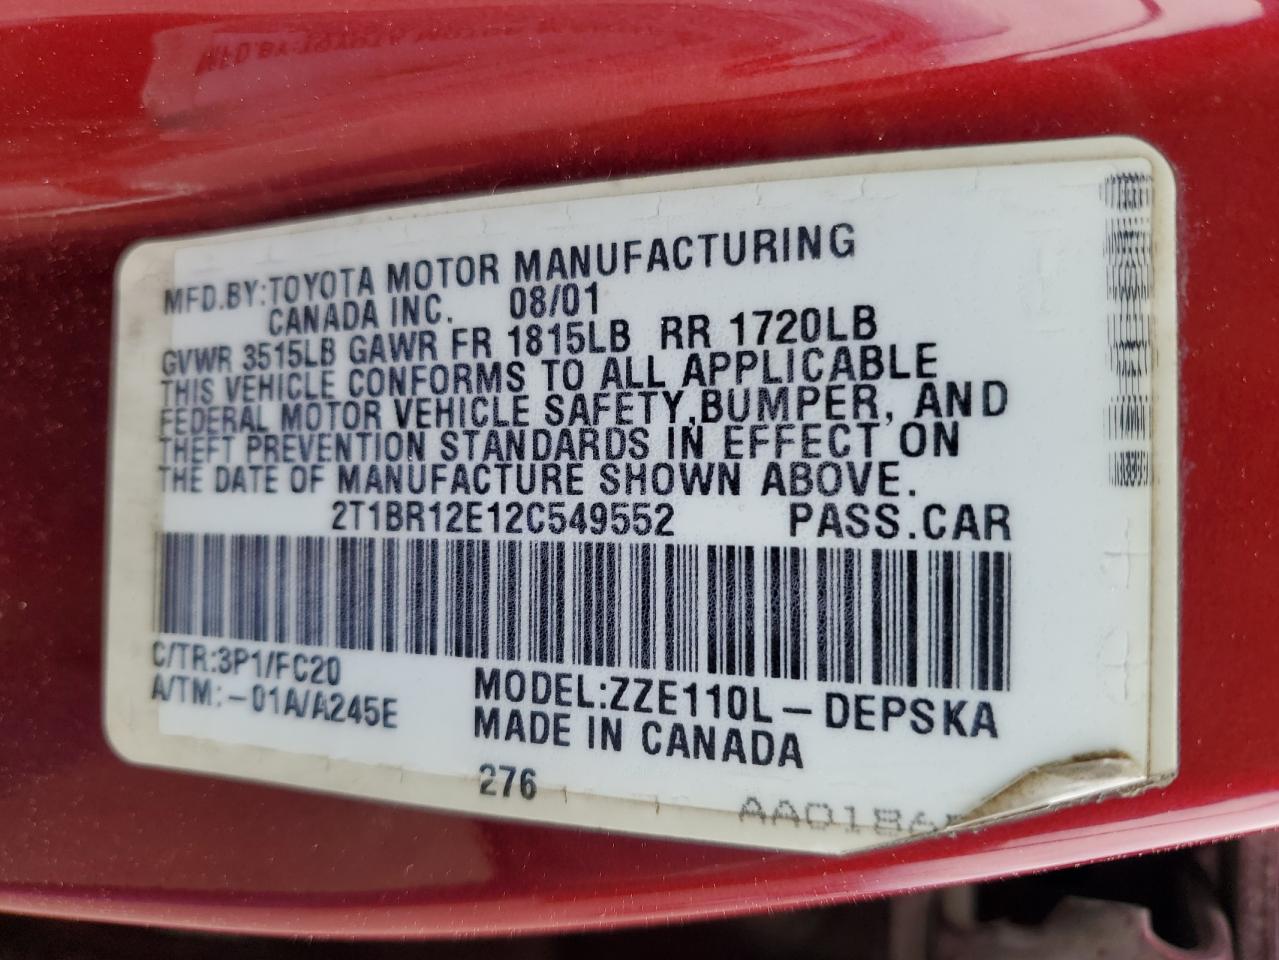 MFD.BY:TOYOTA MOTOR MANUFACTURING
CANADA INC. 08/01
GVWR 3515LB GAWR FR 1815LB RR 1720LB
THIS VEHICLE CONFORMS TO ALL APPLICABLE
FEDERAL MOTOR VEHICLE SAFETY,BUMPER, AND
THEFT PREVENTION STANDARDS IN EFFECT ON
THE DATE OF MANUFACTURE SHOWN ABOVE.
2T1BR12E12C549552 PASS.CAR
C/TR:3P1/FC20
A/TM:-01A/A245E
MODEL:ZZE110L-DEPSKA
MADE IN CANADA
276